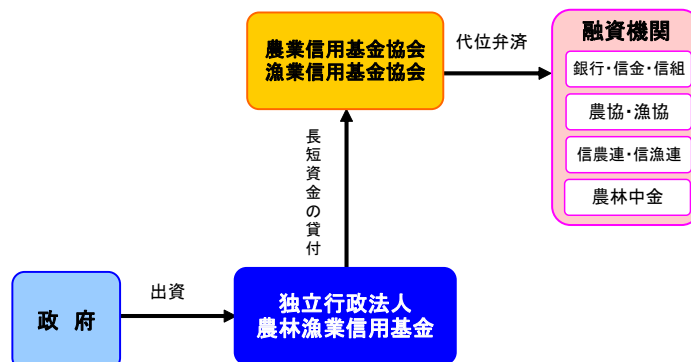 農業信用基金協会
漁業信用基金協会
代位弁済
融資機関
銀行・信金・信組
農協・漁協
信農連・信漁連
農林中金
長短資金の貸付
政 府
出資
独立行政法人
農林漁業信用基金